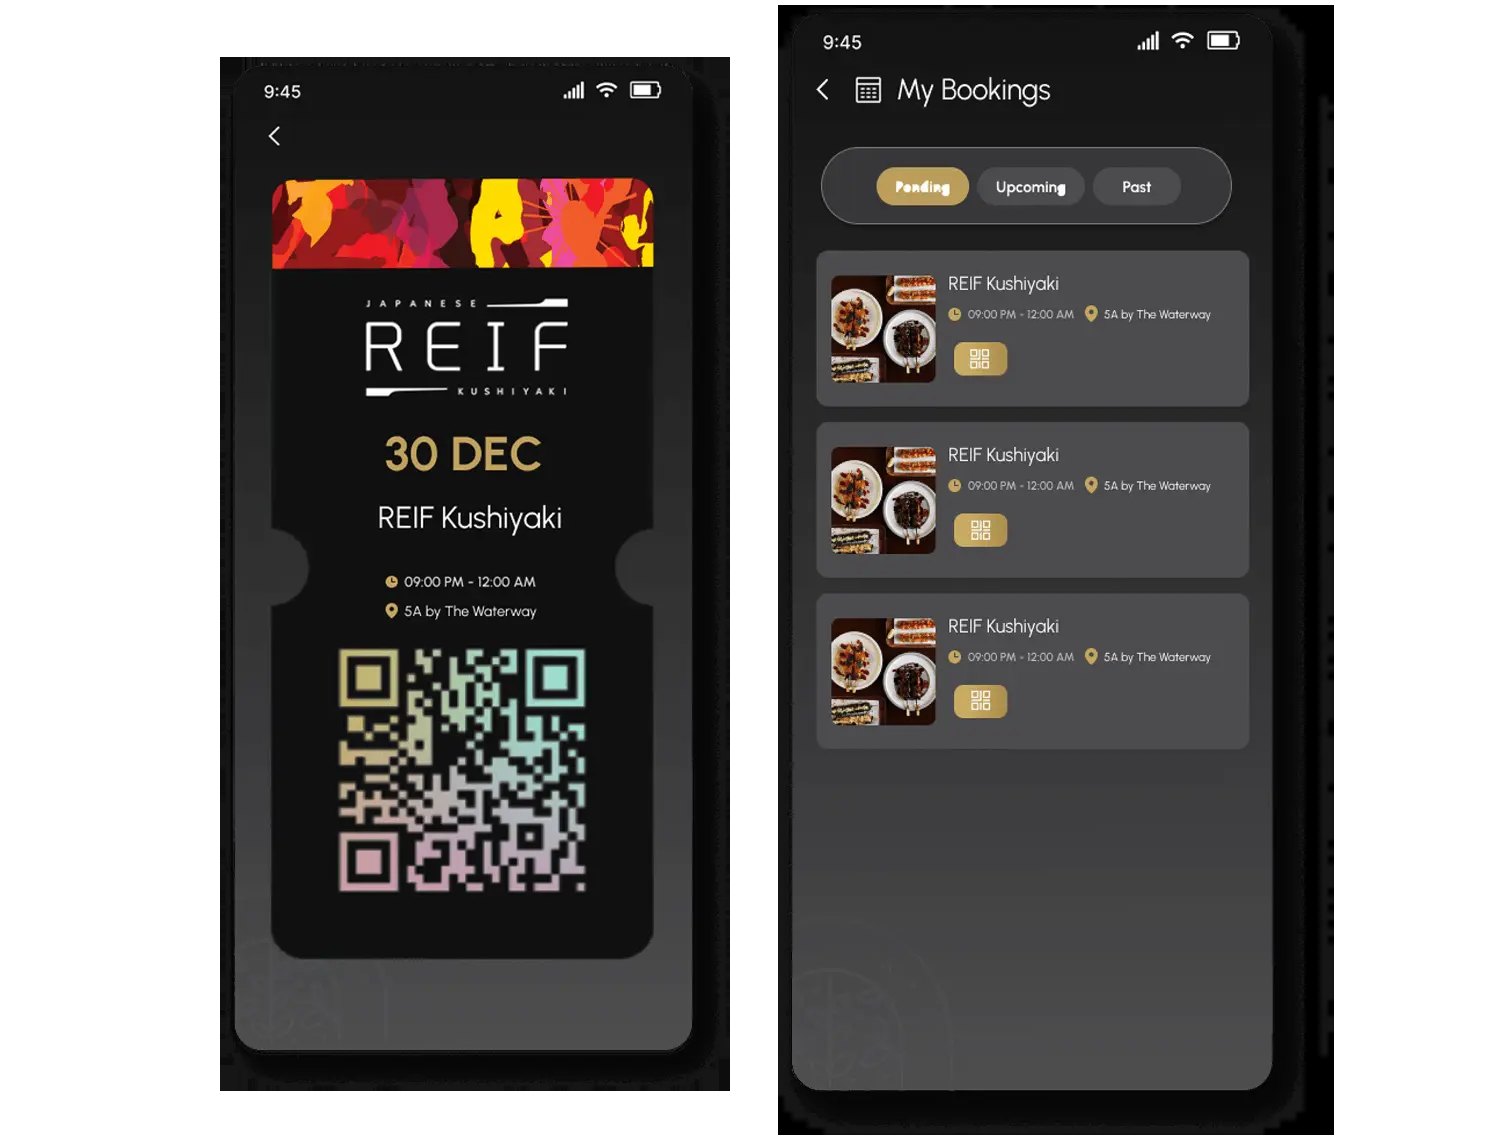 9:45
JAPANESE
REIF
KUSHIYAKI
30 DEC
REIF Kushiyaki
09:00 PM - 12:00 AM
5A by The Waterway
9:45
My Bookings
Pending Upcoming Past
REIF Kushiyaki
09:00 PM - 12:00 AM 5A by The Waterway
REIF Kushiyaki
09:00 PM - 12:00 AM 5A by The Waterway
REIF Kushiyaki
09:00 PM - 12:00 AM 5A by The Waterway